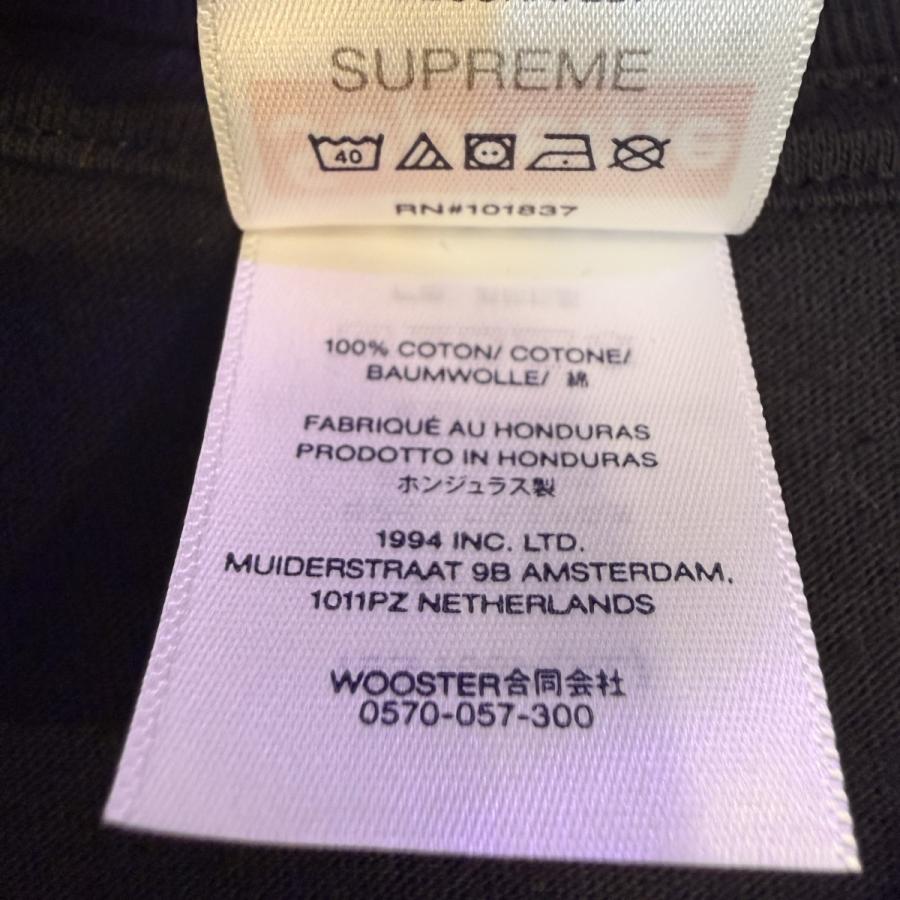 SUPREME
40
RN#101837
100% COTON/ COTONE/
BAUMWOLLE/ 綿
FABRIQUÉ AU HONDURAS
PRODOTTO IN HONDURAS
ホンジュラス製
1994 INC. LTD.
MUIDERSTRAAT 9B AMSTERDAM,
1011PZ NETHERLANDS
WOOSTER合同会社
0570-057-300